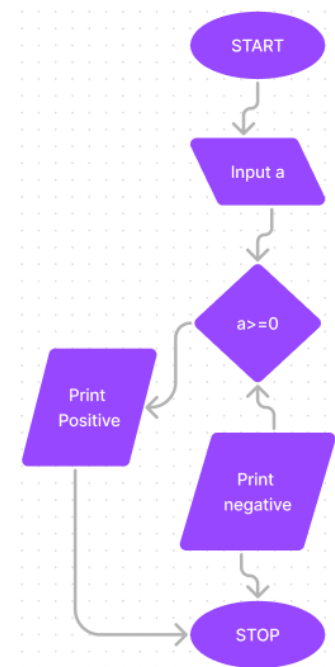 START
Input a
a>=0
Print
Positive
Print
negative
STOP